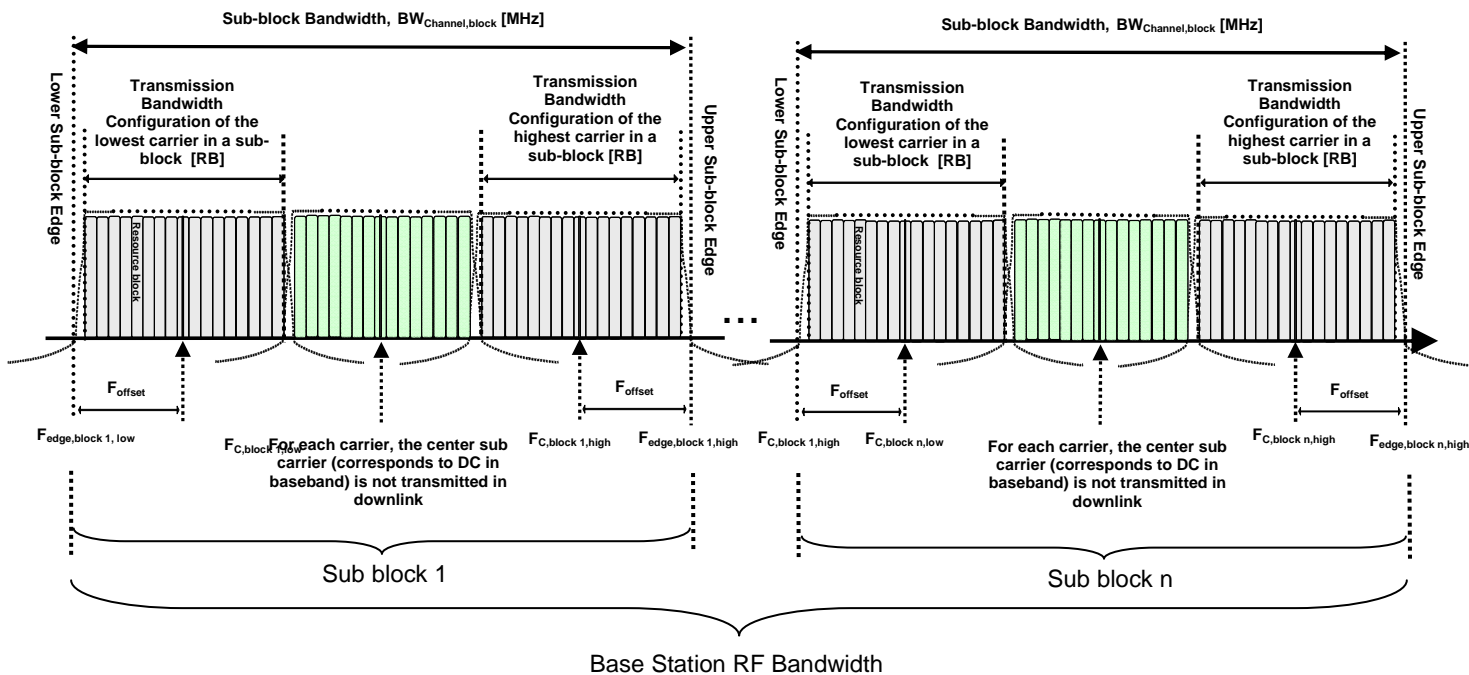 Sub-block Bandwidth, BWChannel,block [MHz]
Sub-block Bandwidth, BWChannel,block [MHz]
Lower Sub-block Edge
Transmission
Bandwidth
Configuration of the
lowest carrier in a sub-
block [RB]
Transmission
Bandwidth
Configuration of the
highest carrier in a
sub-block [RB]
Upper Sub-block Edge
Lower Sub-block Edge
Transmission
Bandwidth
Configuration of the
lowest carrier in a
sub-block [RB]
Transmission
Bandwidth
Configuration of the
highest carrier in a
sub-block [RB]
Upper Sub-block Edge
Resource block
...
Resource block
Foffset
Foffset
Foffset
Foffset
Fedge,block 1, low
FC,block 1,low
For each carrier, the center sub
carrier (corresponds to DC in
baseband) is not transmitted in
downlink
FC,block 1,high
Fedge,block 1,high
FC,block 1,high
FC,block n,low
For each carrier, the center sub
carrier (corresponds to DC in
baseband) is not transmitted in
downlink
FC,block n,high
Fedge,block n,high
Sub block 1
Sub block n
Base Station RF Bandwidth